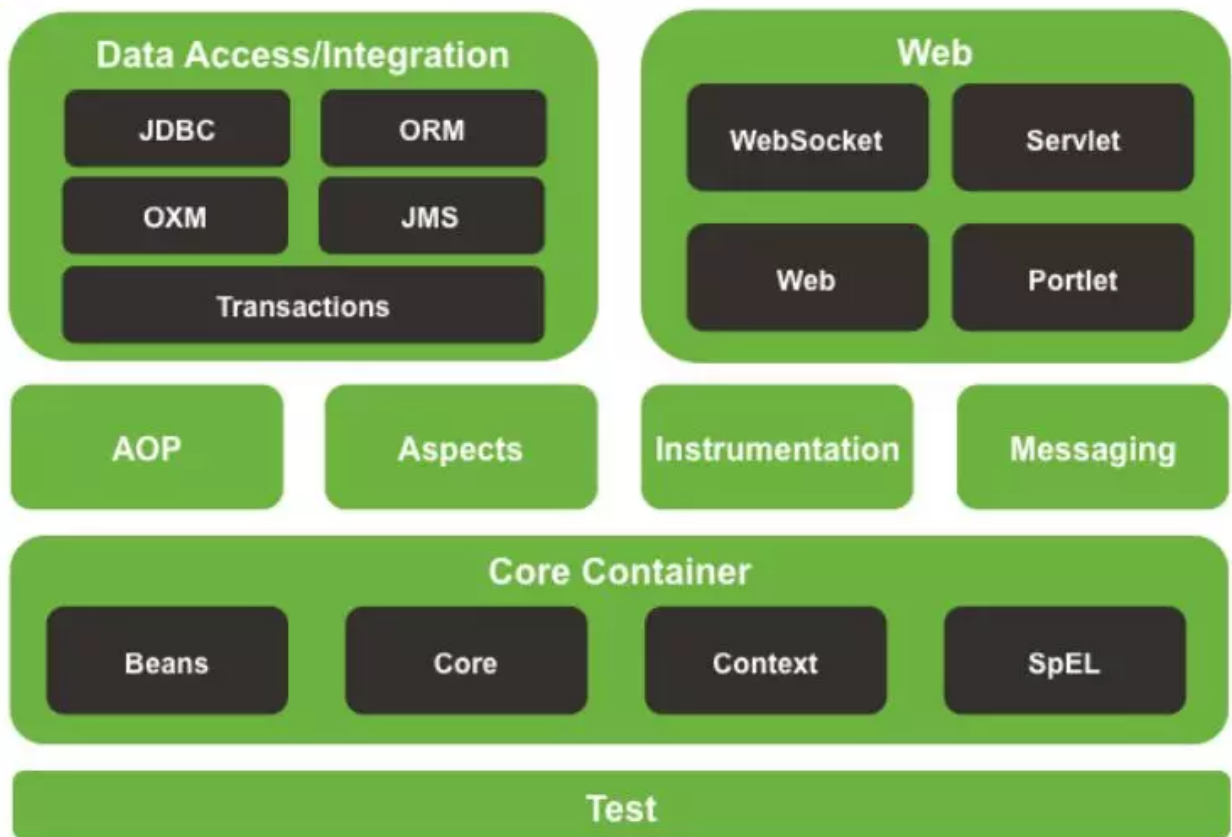 Data Access/Integration
JDBC
ORM
OXM
JMS
Transactions
Web
WebSocket
Servlet
Web
Portlet
AOP
Aspects
Instrumentation
Messaging
Core Container
Beans
Core
Context
SpEL
Test